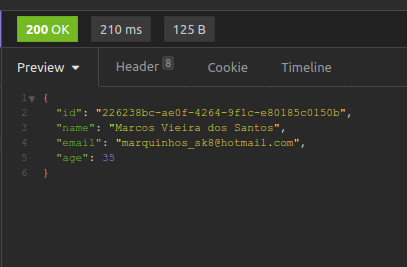 200 OK 210 ms 125 B
Preview Header 8 Cookie Timeline
1 {
2 "id": "226238bc-ae0f-4264-9f1c-e80185c0150b",
3 "name": "Marcos Vieira dos Santos",
4 "email": "marquinhos_sk8@hotmail.com",
5 "age": 35
6 }